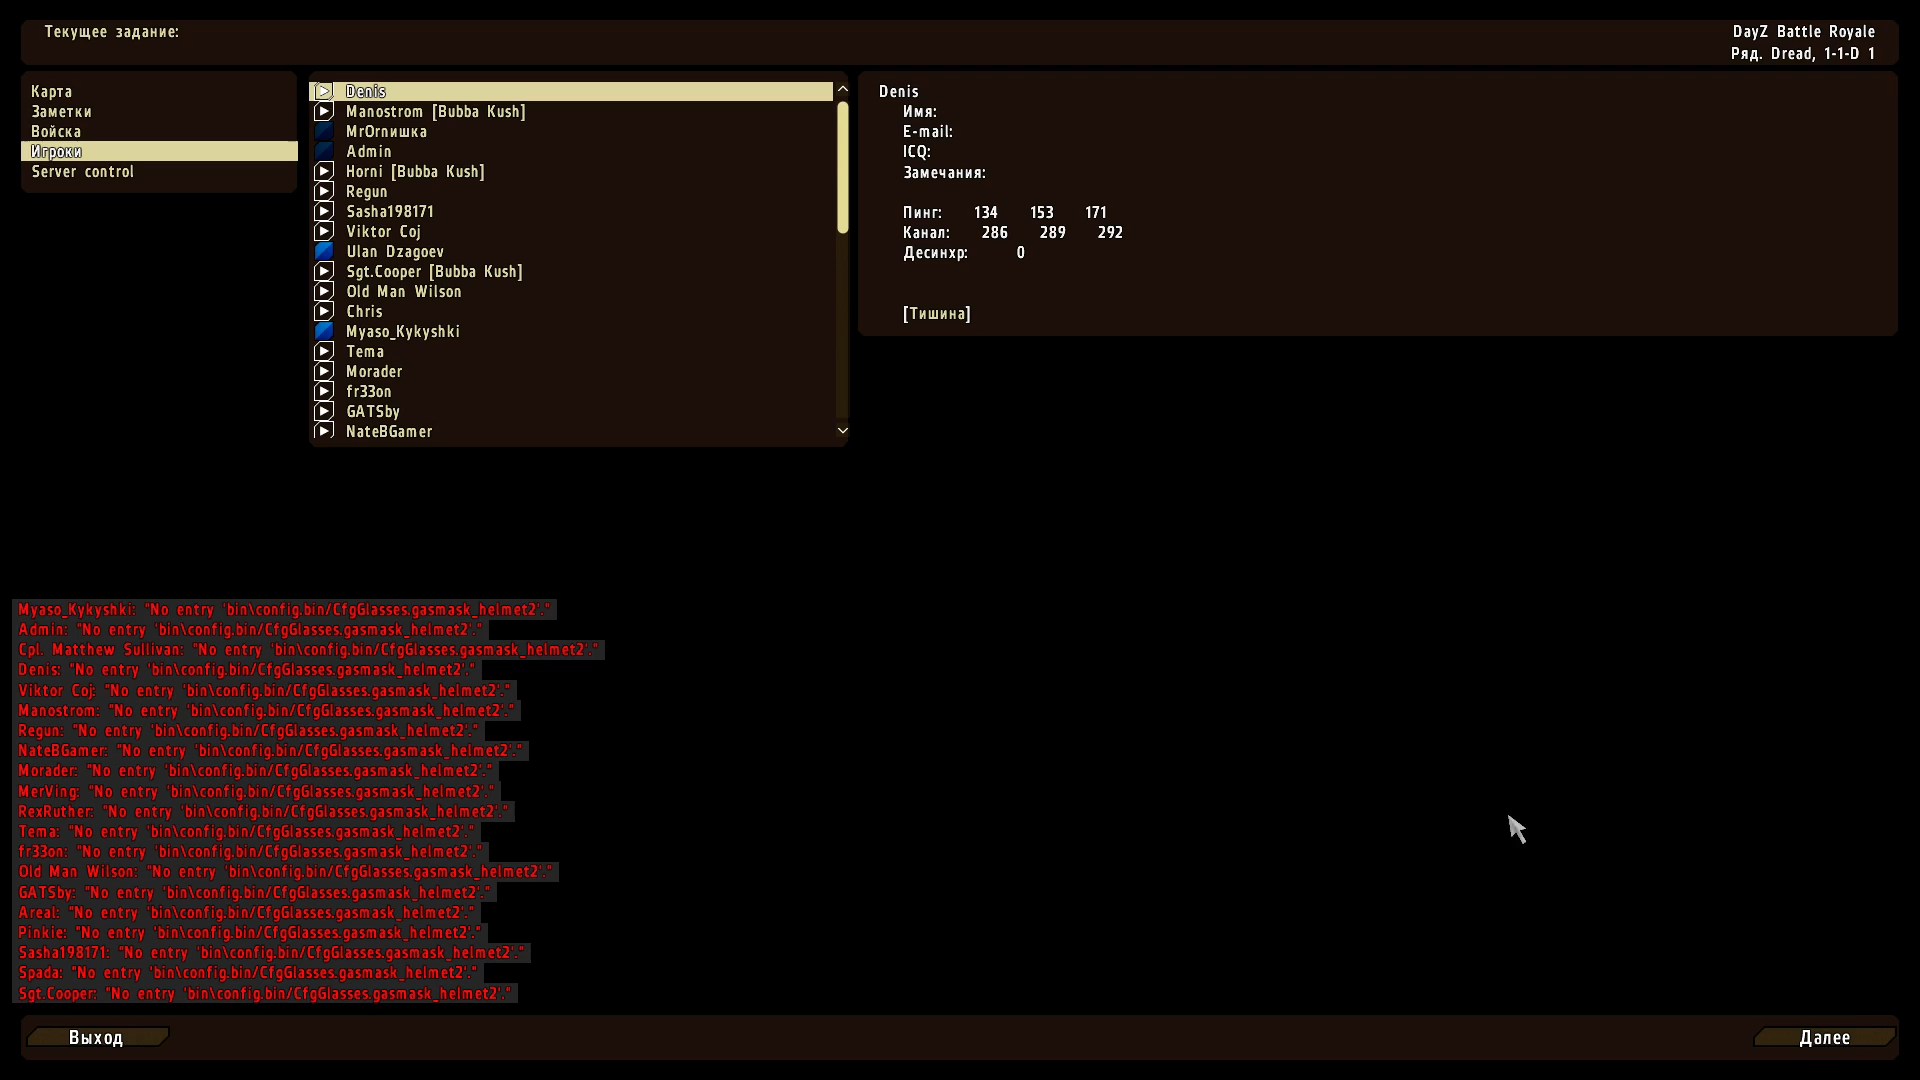 Текущее задание:
DayZ Battle Royale
Ряд. Dread, 1-1-D 1
Карта
Заметки
Войска
Игроки
Server control
Denis
Manostrom [Bubba Kush]
MrOrnишка
Admin
Horni [Bubba Kush]
Regun
Sasha198171
Viktor Coj
Ulan Dzagoev
Sgt.Cooper [Bubba Kush]
Old Man Wilson
Chris
Myaso_Kykyshki
Tema
Morader
fr33on
GATSby
NateBGamer
Denis
Имя:
E-mail:
ICQ:
Замечания:
Пинг: 134 153 171
Канал: 286 289 292
Десинхр: 0
[Тишина]
Myaso_Kykyshki: "No entry 'bin\config.bin/CfgGlasses.gasmask_helmet2'."
Admin: "No entry 'bin\config.bin/CfgGlasses.gasmask_helmet2'."
Cpl. Matthew Sullivan: "No entry 'bin\config.bin/CfgGlasses.gasmask_helmet2'."
Denis: "No entry 'bin\config.bin/CfgGlasses.gasmask_helmet2'."
Viktor Coj: "No entry 'bin\config.bin/CfgGlasses.gasmask_helmet2'."
Manostrom: "No entry 'bin\config.bin/CfgGlasses.gasmask_helmet2'."
Regun: "No entry 'bin\config.bin/CfgGlasses.gasmask_helmet2'."
NateBGamer: "No entry 'bin\config.bin/CfgGlasses.gasmask_helmet2'."
Morader: "No entry 'bin\config.bin/CfgGlasses.gasmask_helmet2'."
MerVing: "No entry 'bin\config.bin/CfgGlasses.gasmask_helmet2'."
RexRuther: "No entry 'bin\config.bin/CfgGlasses.gasmask_helmet2'."
Tema: "No entry 'bin\config.bin/CfgGlasses.gasmask_helmet2'."
fr33on: "No entry 'bin\config.bin/CfgGlasses.gasmask_helmet2'."
Old Man Wilson: "No entry 'bin\config.bin/CfgGlasses.gasmask_helmet2'."
GATSby: "No entry 'bin\config.bin/CfgGlasses.gasmask_helmet2'."
Areal: "No entry 'bin\config.bin/CfgGlasses.gasmask_helmet2'."
Pinkie: "No entry 'bin\config.bin/CfgGlasses.gasmask_helmet2'."
Sasha198171: "No entry 'bin\config.bin/CfgGlasses.gasmask_helmet2'."
Spada: "No entry 'bin\config.bin/CfgGlasses.gasmask_helmet2'."
Sgt.Cooper: "No entry 'bin\config.bin/CfgGlasses.gasmask_helmet2'."
Выход
Далее